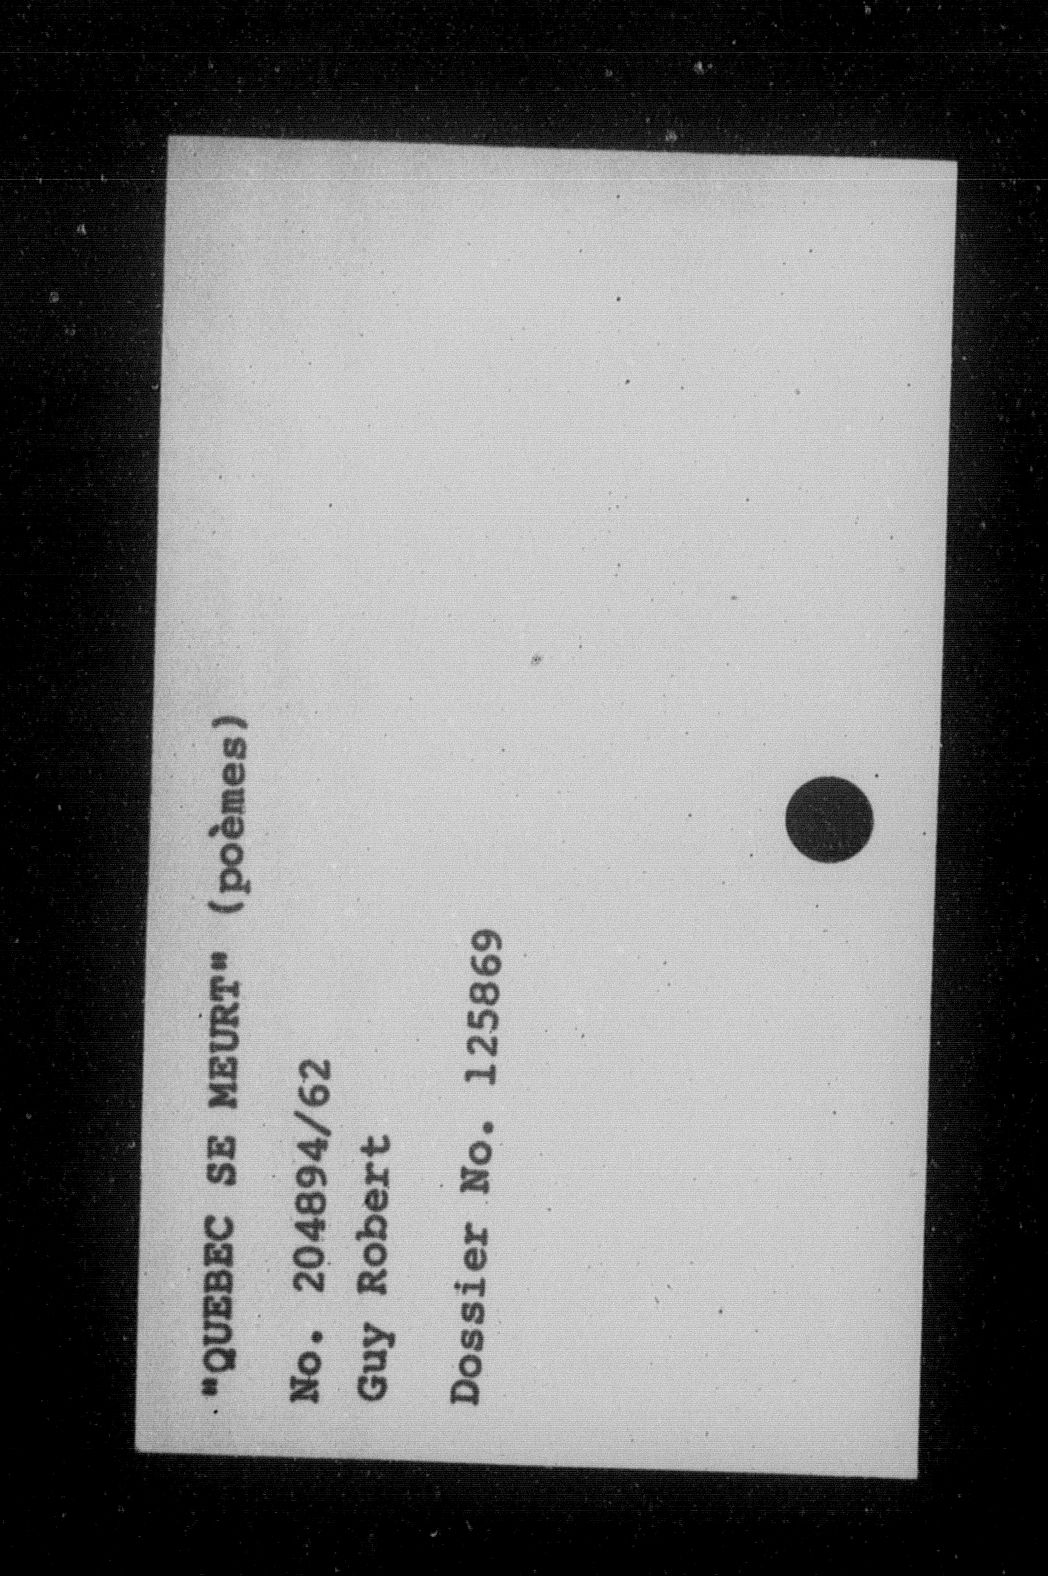 "QUEBEC SE MEURT" (poèmes)
No. 204894/62
Guy Robert
Dossier No. 125869